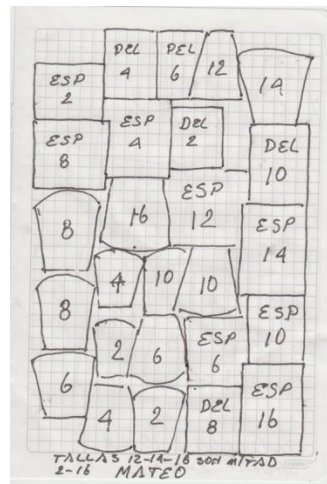 DEL 4
DEL 6
12
14
ESP 2
ESP 4
DEL 2
ESP 8
DEL 10
8
16
ESP 12
ESP 14
4
10
10
8
ESP 10
2
6
ESP 6
6
4
2
DEL 8
ESP 16
TALLAS 12-14-16 SON MITAD
2-16 MATEO